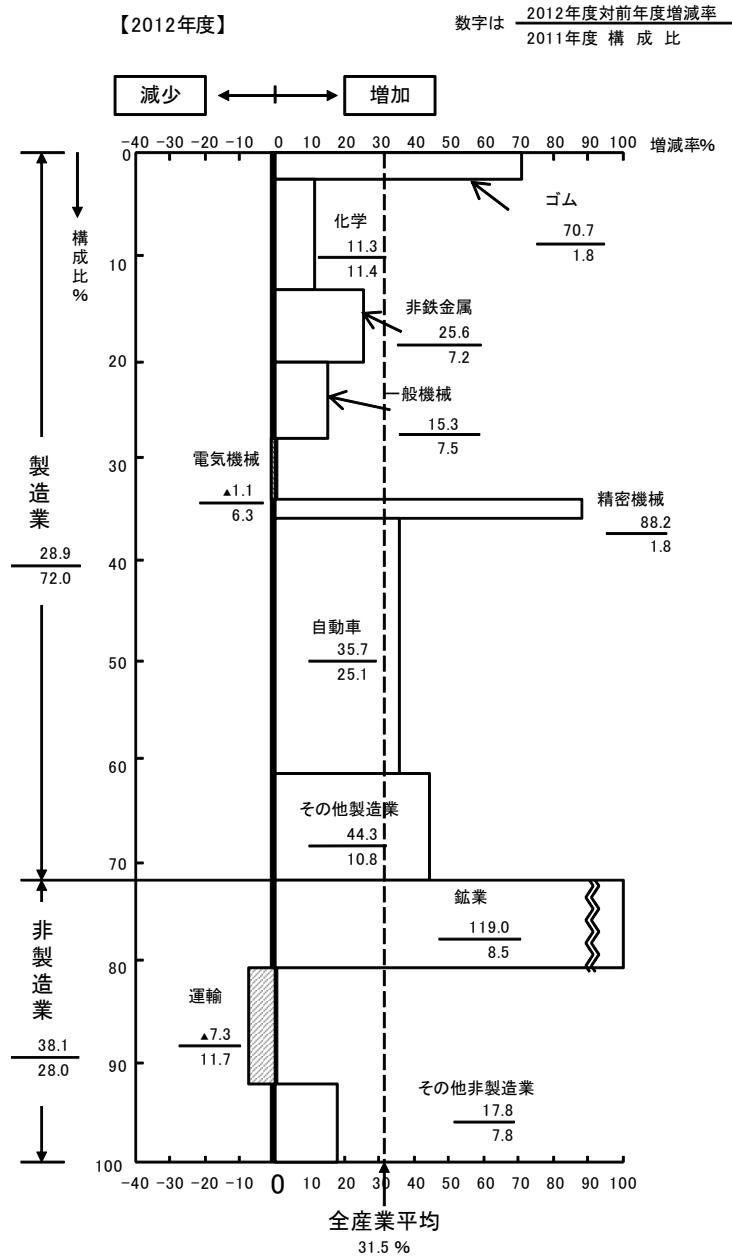 【2012年度】
数字は 2012年度対前年度増減率
2011年度 構 成 比
減少
増加
-40 -30 -20 -10 0 10 20 30 40 50 60 70 80 90 100 増減率%
0
構成比%
ゴム
70.7
1.8
化学
11.3
11.4
10
非鉄金属
25.6
7.2
20
一般機械
15.3
7.5
30
電気機械
▲1.1
6.3
精密機械
88.2
1.8
製造業
28.9
72.0
40
自動車
35.7
25.1
50
60
その他製造業
44.3
10.8
70
鉱業
119.0
8.5
非製造業
38.1
28.0
80
運輸
▲7.3
11.7
90
その他非製造業
17.8
7.8
100
-40 -30 -20 -10 0 10 20 30 40 50 60 70 80 90 100
全産業平均
31.5 %